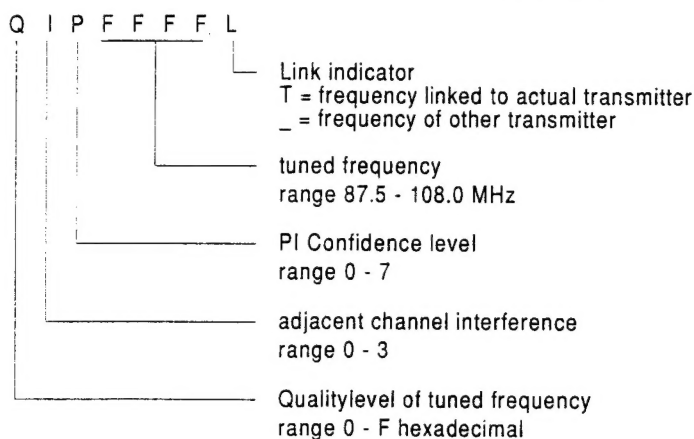 Q I P F F F F L
Link indicator
T = frequency linked to actual transmitter
_ = frequency of other transmitter
tuned frequency
range 87.5 - 108.0 MHz
PI Confidence level
range 0 - 7
adjacent channel interference
range 0 - 3
Qualitylevel of tuned frequency
range 0 - F hexadecimal